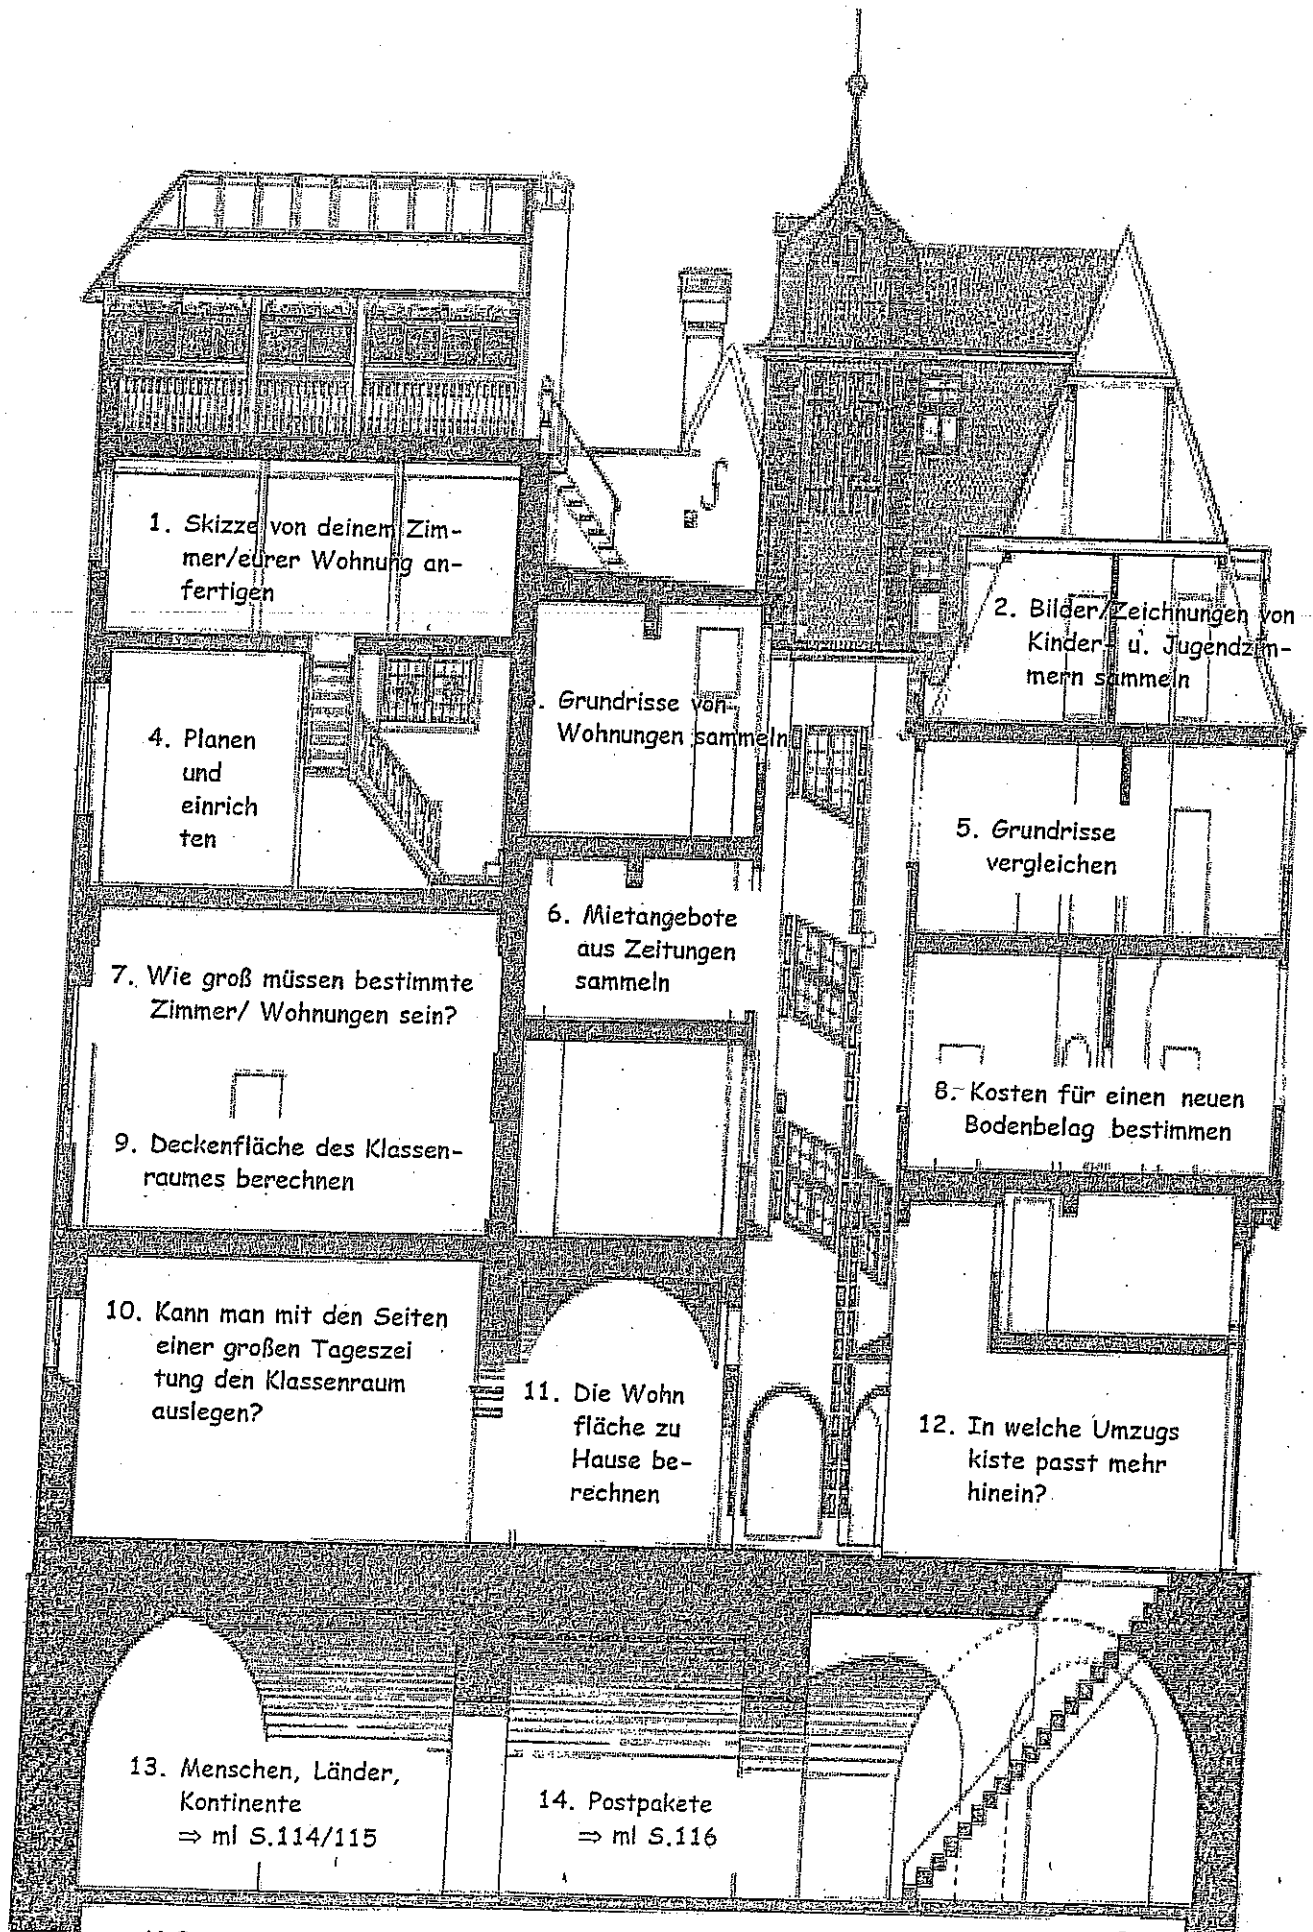 1. Skizze von deinem Zim-
mer/eurer Wohnung an-
fertigen
2. Bilder/Zeichnungen von
Kinder- u. Jugendzim-
mern sammeln
. Grundrisse von
Wohnungen sammeln
4. Planen
und
einrich
ten
5. Grundrisse
vergleichen
6. Mietangebote
aus Zeitungen
sammeln
7. Wie groß müssen bestimmte
Zimmer/ Wohnungen sein?
8. Kosten für einen neuen
Bodenbelag bestimmen
9. Deckenfläche des Klassen-
raumes berechnen
10. Kann man mit den Seiten
einer großen Tageszei
tung den Klassenraum
auslegen?
11. Die Wohn
fläche zu
Hause be-
rechnen
12. In welche Umzugs
kiste passt mehr
hinein?
13. Menschen, Länder,
Kontinente
⇒ ml S.114/115
14. Postpakete
⇒ ml S.116